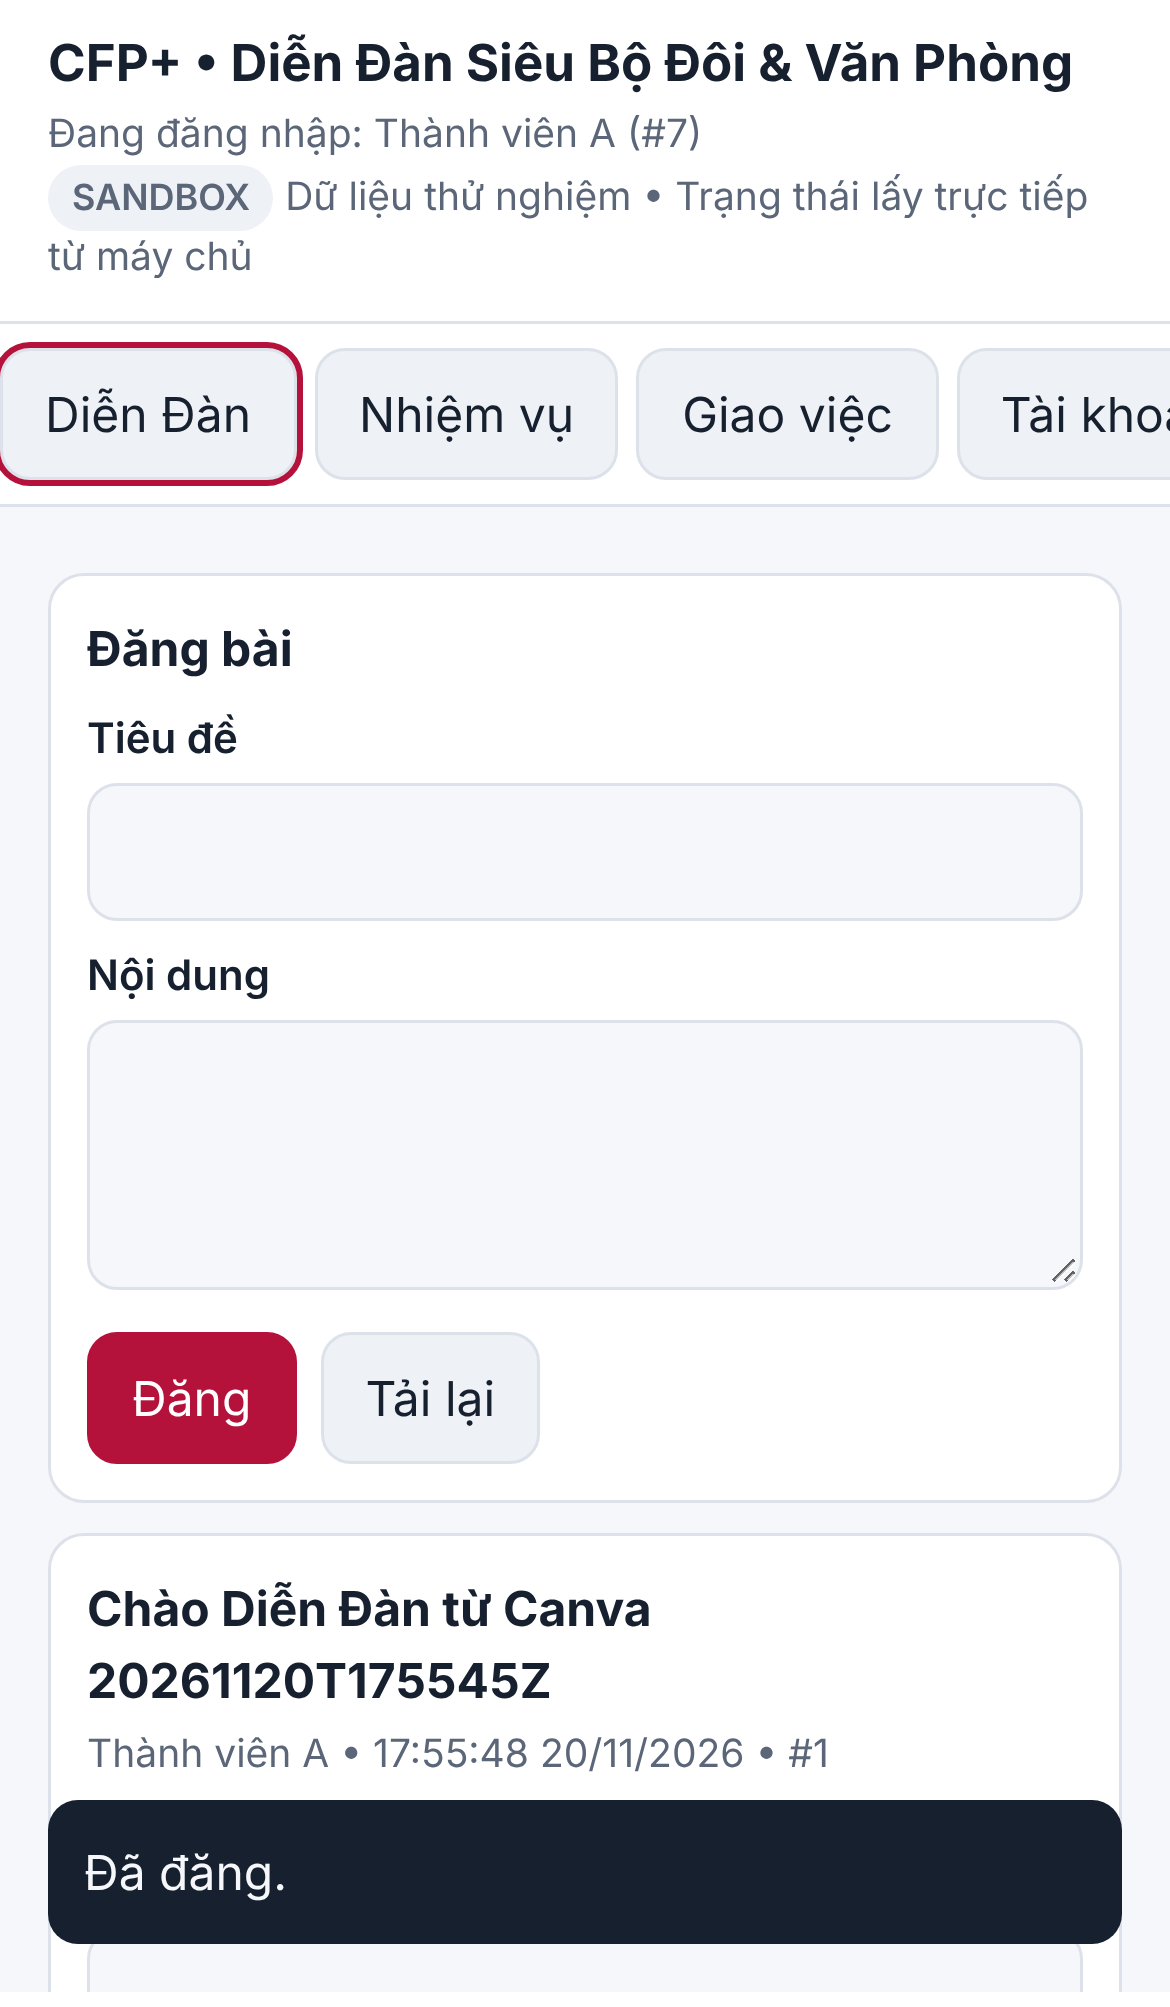 CFP+ • Diễn Đàn Siêu Bộ Đôi & Văn Phòng
Đang đăng nhập: Thành viên A (#7)
SANDBOX Dữ liệu thử nghiệm • Trạng thái lấy trực tiếp
từ máy chủ
Diễn Đàn Nhiệm vụ Giao việc Tài
Đăng bài
Tiêu đề
Nội dung
Đăng Tải lại
Chào Diễn Đàn từ Canva
20261120T175545Z
Thành viên A • 17:55:48 20/11/2026 • #1
Đã đăng.